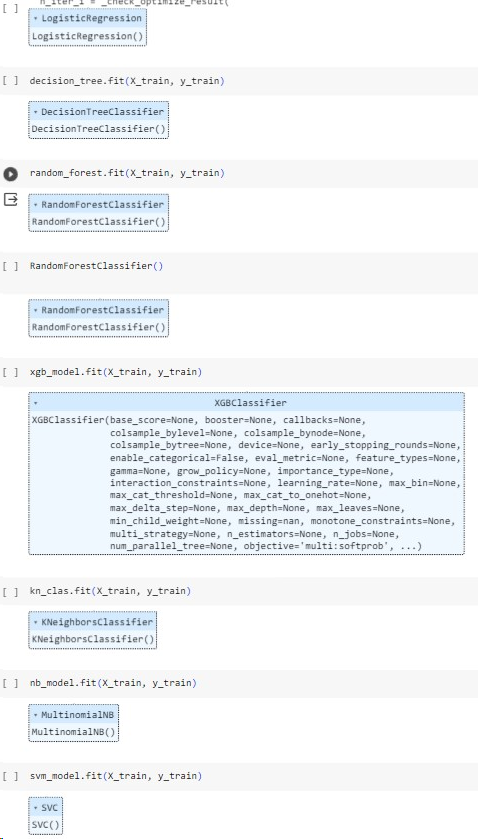 n_iter_i = _check_optimize_result(
[ ]
▾ LogisticRegression
LogisticRegression()
[ ] decision_tree.fit(X_train, y_train)
▾ DecisionTreeClassifier
DecisionTreeClassifier()
random_forest.fit(X_train, y_train)
▾ RandomForestClassifier
RandomForestClassifier()
[ ] RandomForestClassifier()
▾ RandomForestClassifier
RandomForestClassifier()
[ ] xgb_model.fit(X_train, y_train)
▾ XGBClassifier
XGBClassifier(base_score=None, booster=None, callbacks=None,
colsample_bylevel=None, colsample_bynode=None,
colsample_bytree=None, device=None, early_stopping_rounds=None,
enable_categorical=False, eval_metric=None, feature_types=None,
gamma=None, grow_policy=None, importance_type=None,
interaction_constraints=None, learning_rate=None, max_bin=None,
max_cat_threshold=None, max_cat_to_onehot=None,
max_delta_step=None, max_depth=None, max_leaves=None,
min_child_weight=None, missing=nan, monotone_constraints=None,
multi_strategy=None, n_estimators=None, n_jobs=None,
num_parallel_tree=None, objective='multi:softprob', ...)
[ ] kn_clas.fit(X_train, y_train)
▾ KNeighborsClassifier
KNeighborsClassifier()
[ ] nb_model.fit(X_train, y_train)
▾ MultinomialNB
MultinomialNB()
[ ] svm_model.fit(X_train, y_train)
▾ SVC
SVC()